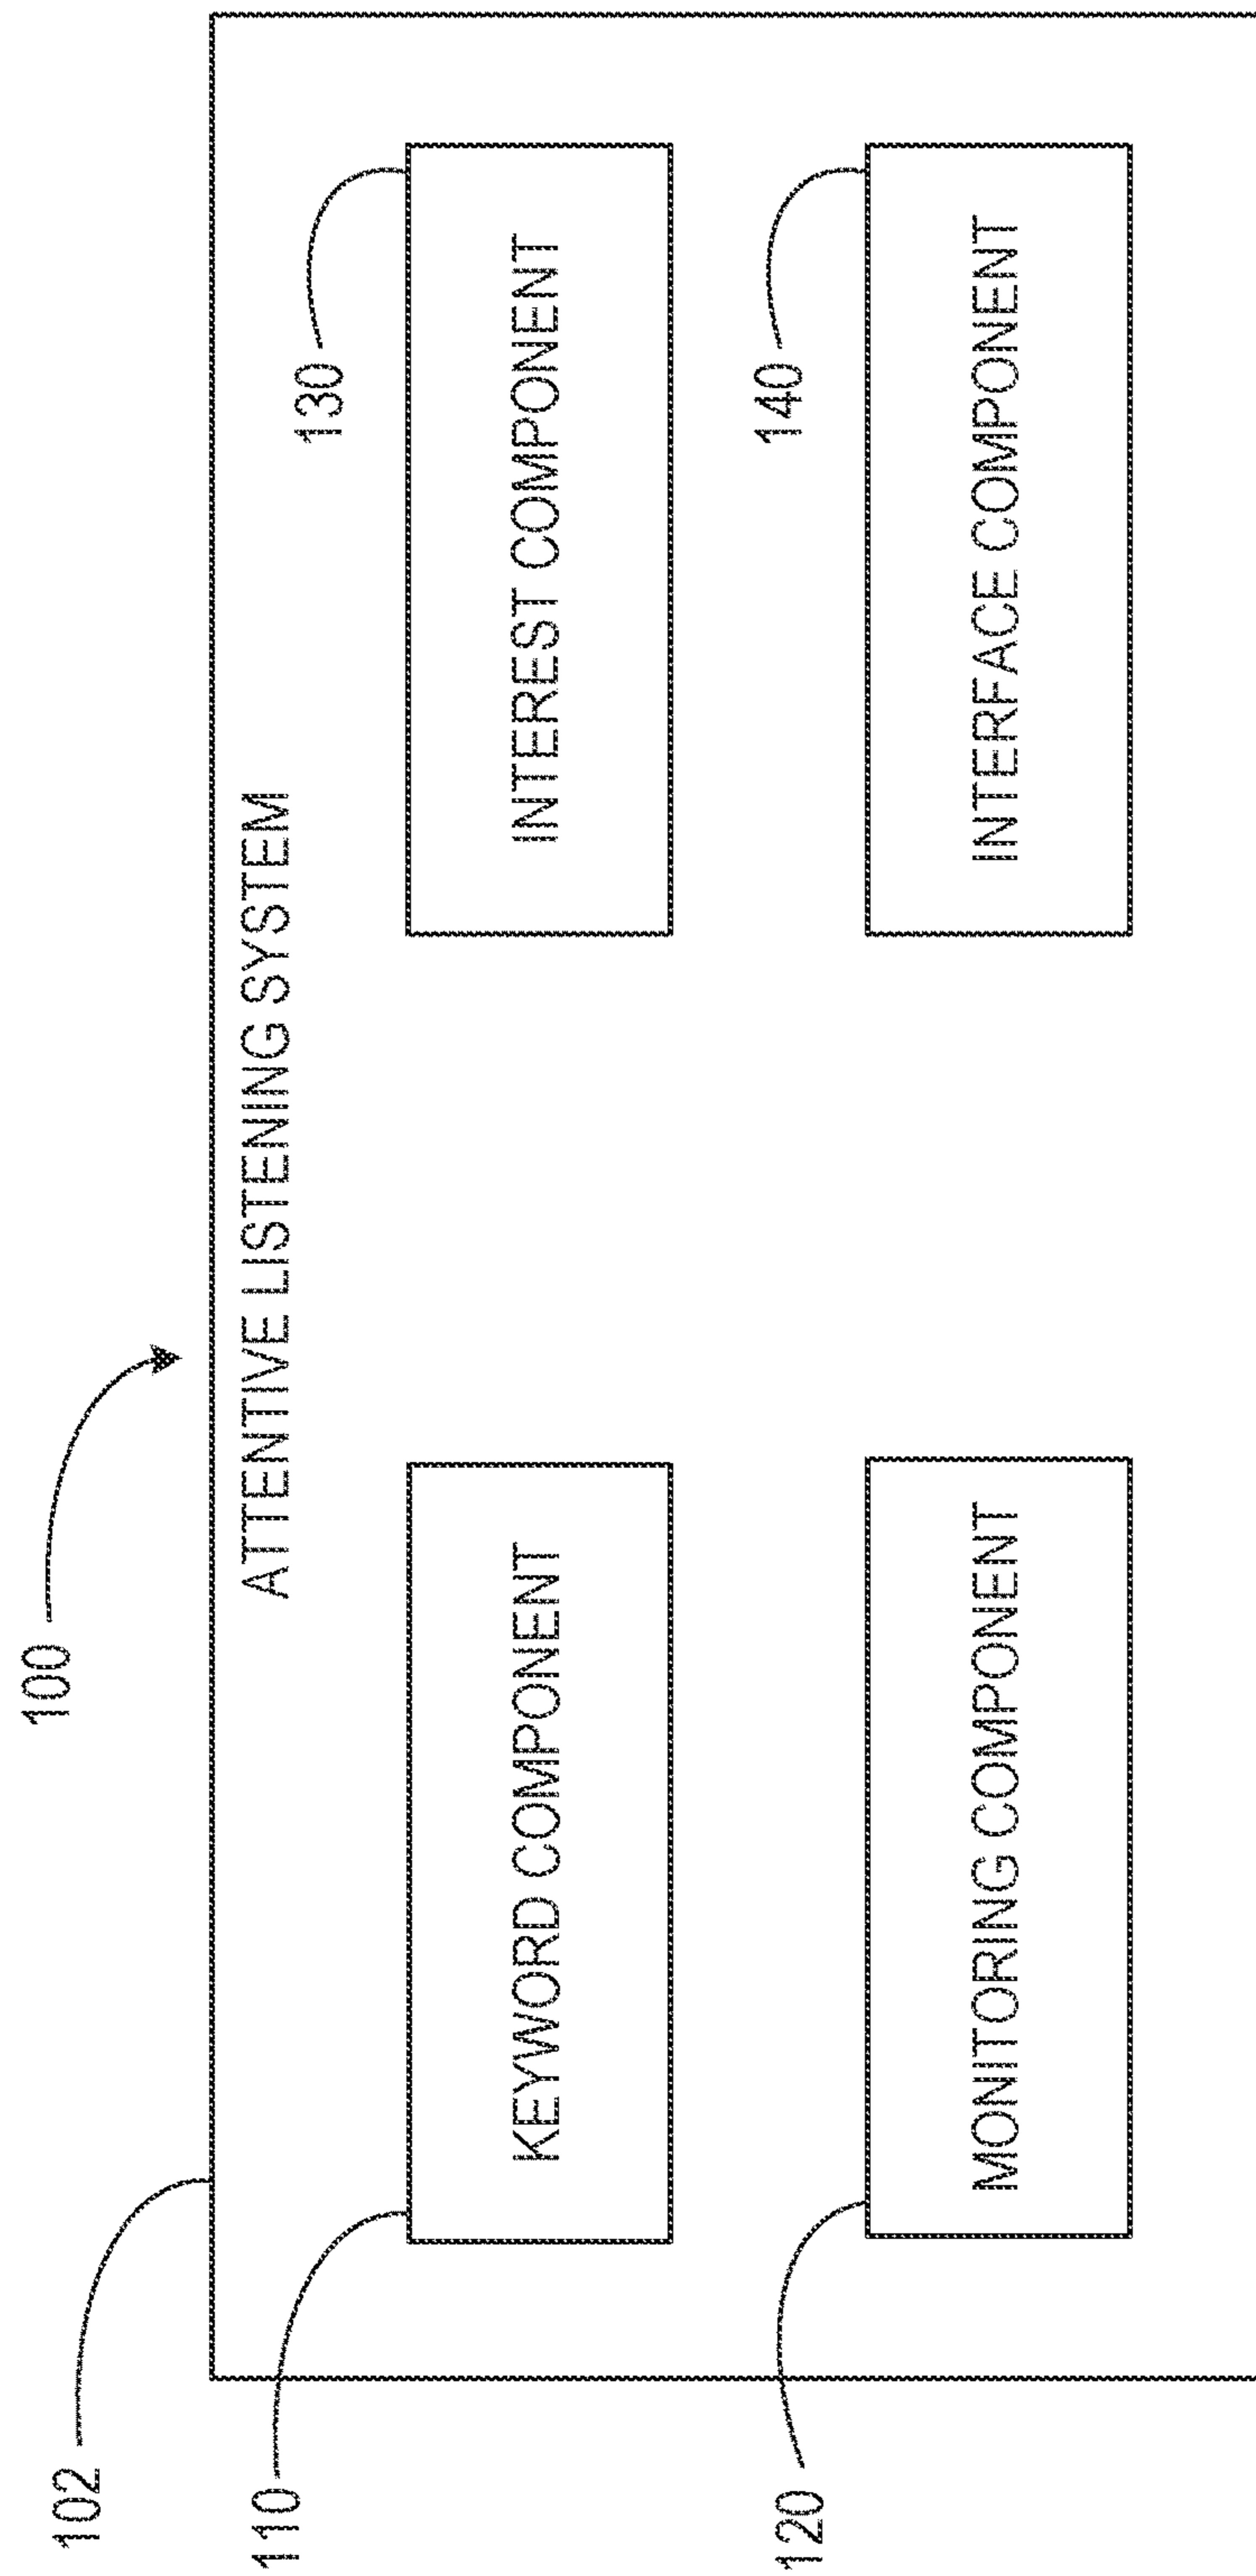 100
102
ATTENTIVE LISTENING SYSTEM
110
KEYWORD COMPONENT
130
INTEREST COMPONENT
120
MONITORING COMPONENT
140
INTERFACE COMPONENT